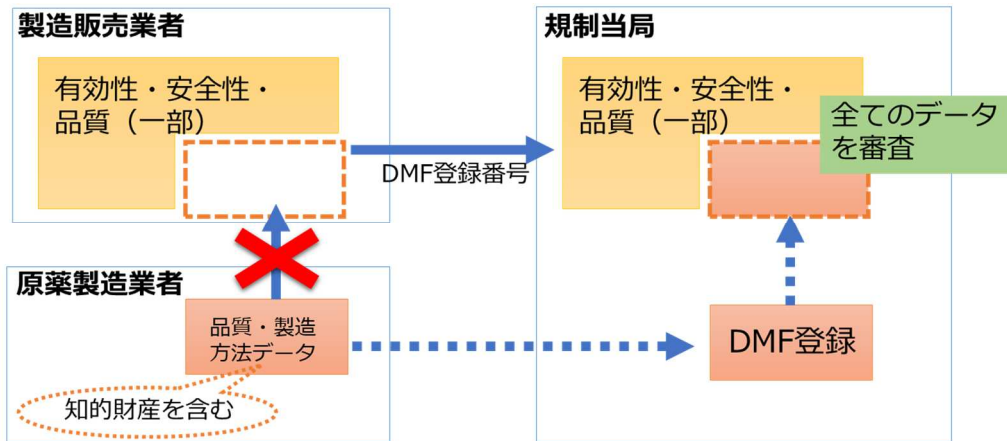 製造販売業者
有効性・安全性・
品質（一部）
DMF登録番号
規制当局
有効性・安全性・
品質（一部）
全てのデータ
を審査
原薬製造業者
品質・製造
方法データ
知的財産を含む
DMF登録